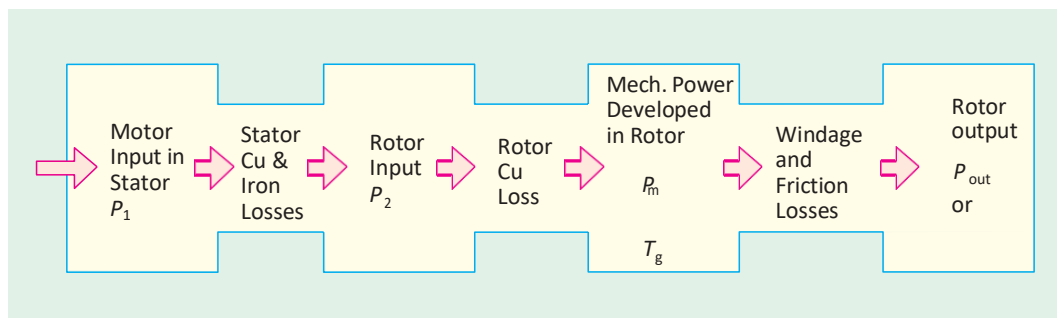 Motor
Input in
Stator
P1
Stator
Cu &
Iron
Losses
Rotor
Input
P2
Rotor
Cu
Loss
Mech. Power
Developed
in Rotor
Pm
Tg
Windage
and
Friction
Losses
Rotor
output
Pout
or